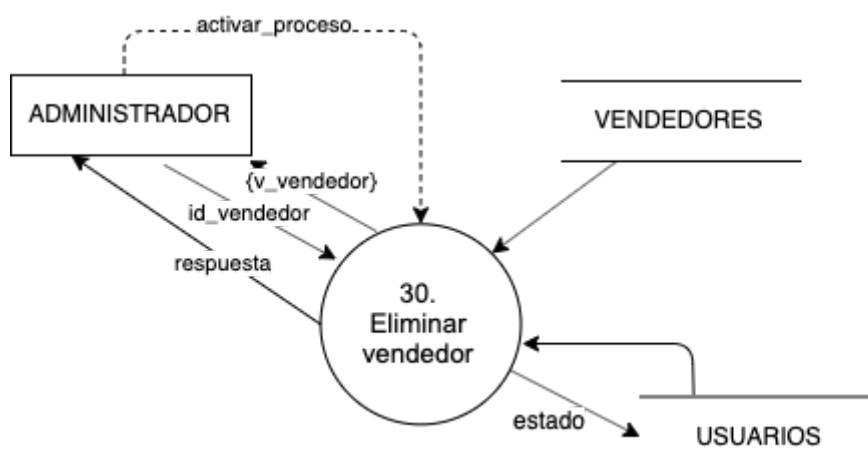 activar_proceso
ADMINISTRADOR
VENDEDORES
{v_vendedor}
id_vendedor
respuesta
30.
Eliminar
vendedor
estado
USUARIOS